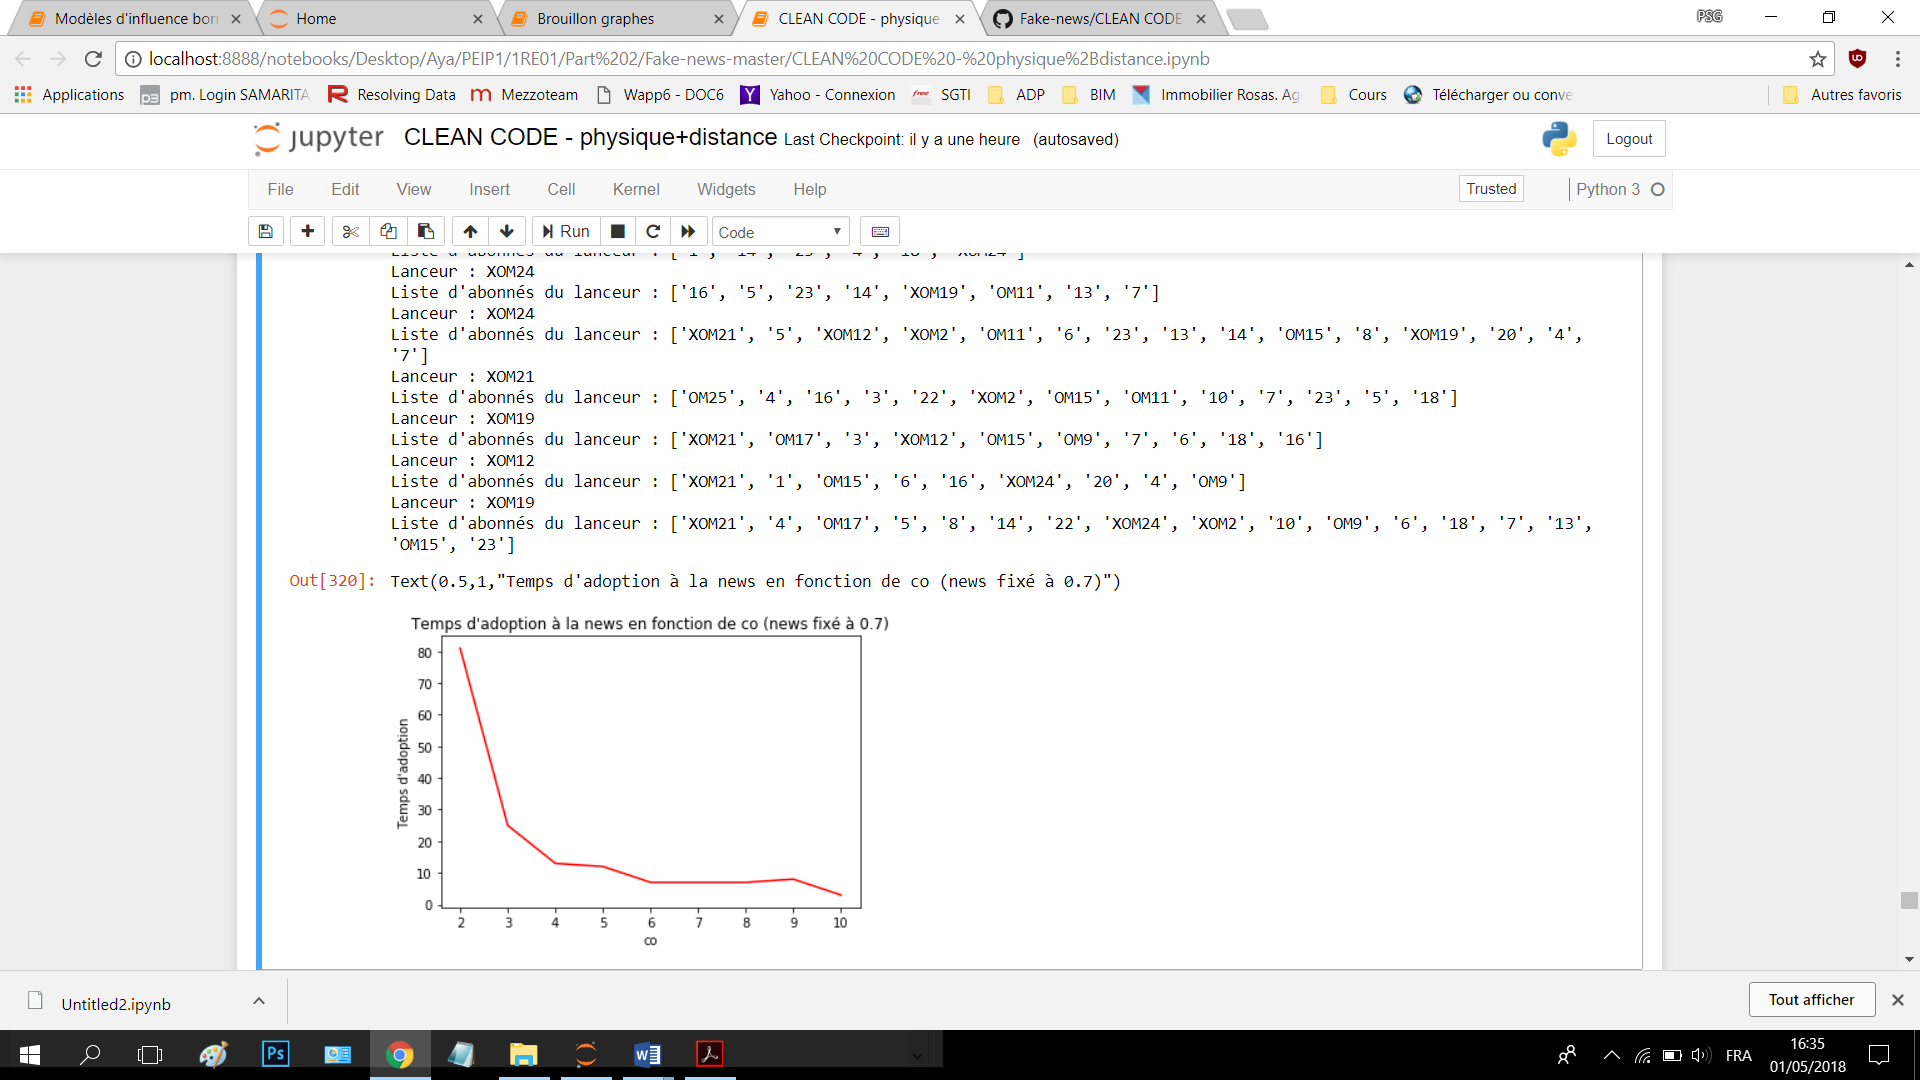 Modèles d'influence borr
Home
Brouillon graphes
CLEAN CODE - physique
Fake-news/CLEAN CODE
PSG
localhost:8888/notebooks/Desktop/Aya/PEIP1/1RE01/Part%202/Fake-news-master/CLEAN%20CODE%20-%20physique%2Bdistance.ipynb
Applications
pm. Login SAMARITA
Resolving Data
Mezzoteam
Wapp6 - DOC6
Yahoo - Connexion
free SGTI
ADP
BIM
Immobilier Rosas. Ag
Cours
Télécharger ou conve
Autres favoris
jupyter CLEAN CODE - physique+distance Last Checkpoint: il y a une heure (autosaved)
Logout
File Edit View Insert Cell Kernel Widgets Help
Trusted
Python 3
Run
Code
Liste d'abonnés du lanceur : ['1', '14', '25', '4', '18', 'XOM24']
Lanceur : XOM24
Liste d'abonnés du lanceur : ['16', '5', '23', '14', 'XOM19', 'OM11', '13', '7']
Lanceur : XOM24
Liste d'abonnés du lanceur : ['XOM21', '5', 'XOM12', 'XOM2', 'OM11', '6', '23', '13', '14', 'OM15', '8', 'XOM19', '20', '4',
'7']
Lanceur : XOM21
Liste d'abonnés du lanceur : ['OM25', '4', '16', '3', '22', 'XOM2', 'OM15', 'OM11', '10', '7', '23', '5', '18']
Lanceur : XOM19
Liste d'abonnés du lanceur : ['XOM21', 'OM17', '3', 'XOM12', 'OM15', 'OM9', '7', '6', '18', '16']
Lanceur : XOM12
Liste d'abonnés du lanceur : ['XOM21', '1', 'OM15', '6', '16', 'XOM24', '20', '4', 'OM9']
Lanceur : XOM19
Liste d'abonnés du lanceur : ['XOM21', '4', 'OM17', '5', '8', '14', '22', 'XOM24', 'XOM2', '10', 'OM9', '6', '18', '7', '13',
'OM15', '23']
Out[320]: Text(0.5,1,"Temps d'adoption à la news en fonction de co (news fixé à 0.7)")
Temps d'adoption à la news en fonction de co (news fixé à 0.7)
80
70
60
50
40
30
20
10
0
Temps d'adoption
2 3 4 5 6 7 8 9 10
co
Untitled2.ipynb
Tout afficher
Ps
FRA
16:35
01/05/2018